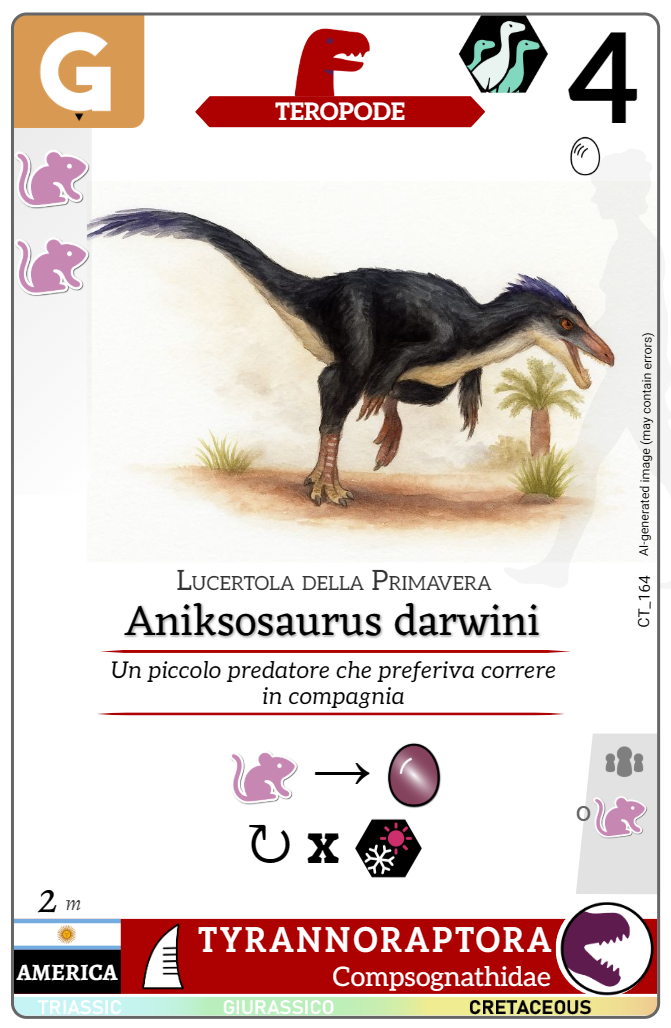 G
TEROPODE
4
AI-generated image (may contain errors)
CT_164
Lucertola della Primavera
Aniksosaurus darwini
Un piccolo predatore che preferiva correre
in compagnia
→
↻ x
o
2 m
AMERICA
TYRANNORAPTORA
Compsognathidae
TRIASSIC GIURASSICO CRETACEOUS